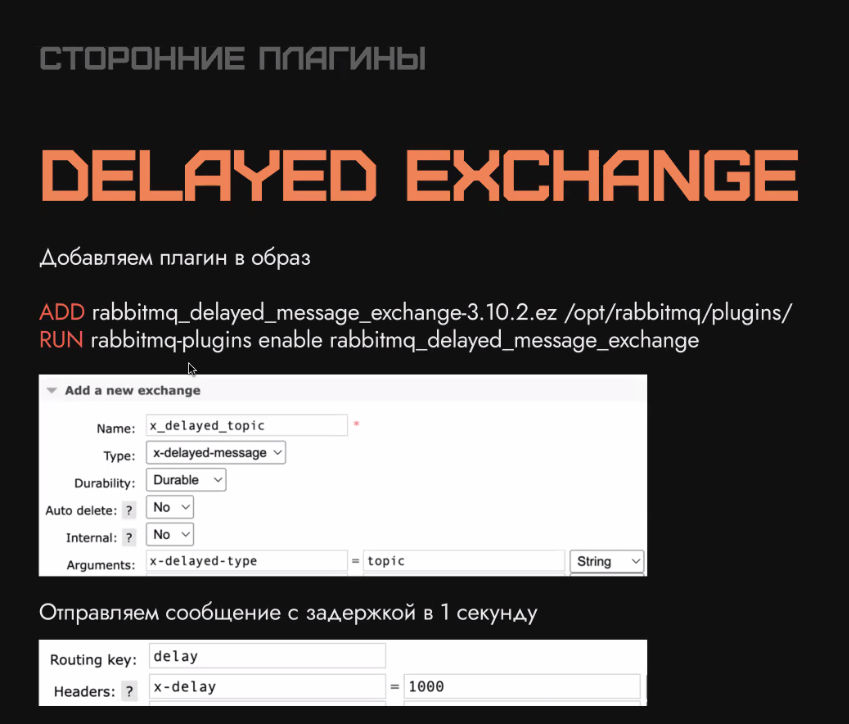 СТОРОННИЕ ПЛАГИНЫ
DELAYED EXCHANGE
Добавляем плагин в образ
ADD rabbitmq_delayed_message_exchange-3.10.2.ez /opt/rabbitmq/plugins/
RUN rabbitmq-plugins enable rabbitmq_delayed_message_exchange
Add a new exchange
Name: x_delayed_topic *
Type: x-delayed-message
Durability: Durable
Auto delete: ? No
Internal: ? No
Arguments: x-delayed-type = topic String
Отправляем сообщение с задержкой в 1 секунду
Routing key: delay
Headers: ? x-delay = 1000